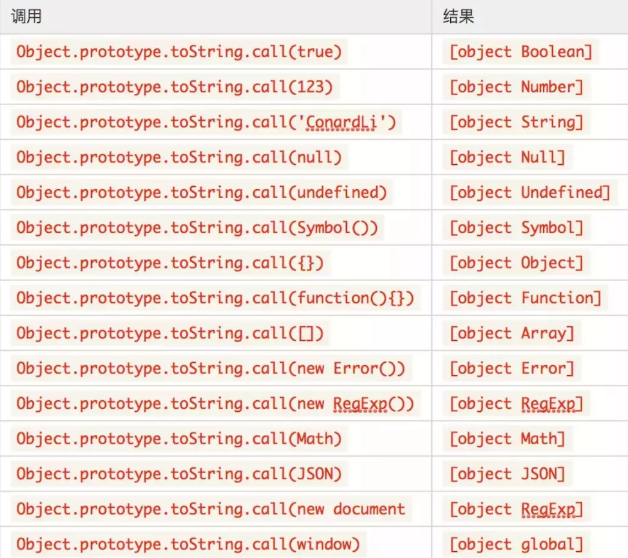 调用 结果
Object.prototype.toString.call(true) [object Boolean]
Object.prototype.toString.call(123) [object Number]
Object.prototype.toString.call('ConardLi') [object String]
Object.prototype.toString.call(null) [object Null]
Object.prototype.toString.call(undefined) [object Undefined]
Object.prototype.toString.call(Symbol()) [object Symbol]
Object.prototype.toString.call({}) [object Object]
Object.prototype.toString.call(function(){}) [object Function]
Object.prototype.toString.call([]) [object Array]
Object.prototype.toString.call(new Error()) [object Error]
Object.prototype.toString.call(new RegExp()) [object RegExp]
Object.prototype.toString.call(Math) [object Math]
Object.prototype.toString.call(JSON) [object JSON]
Object.prototype.toString.call(new document [object RegExp]
Object.prototype.toString.call(window) [object global]